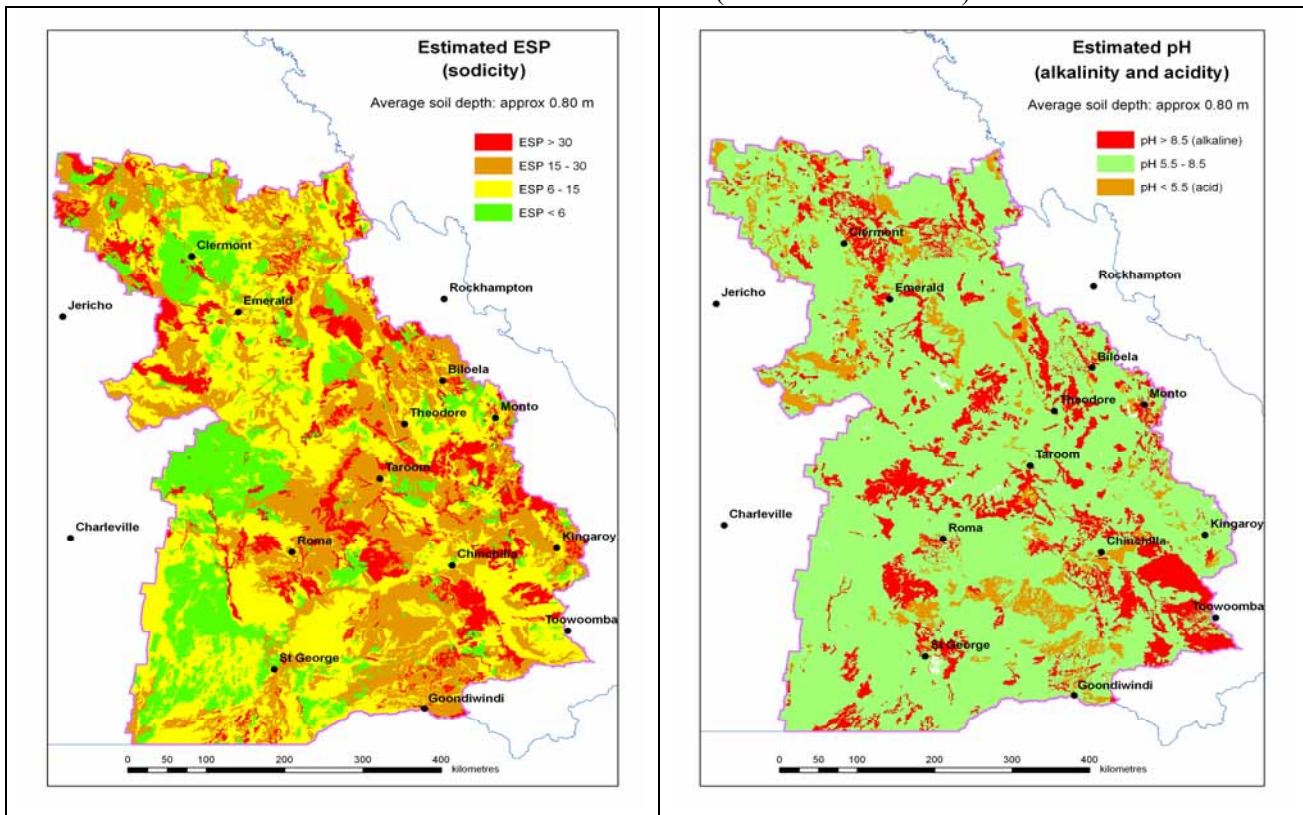 Estimated ESP
(sodicity)
Average soil depth: approx 0.80 m
ESP > 30
ESP 15 - 30
ESP 6 - 15
ESP < 6
Clermont
Rockhampton
Jericho
Emerald
Biloela
Theodore
Monto
Taroom
Charleville
Roma
Kingaroy
Chinchilla
Toowoomba
St George
Goondiwindi
0 50 100 200 300 400
kilometres
Estimated pH
(alkalinity and acidity)
Average soil depth: approx 0.80 m
pH > 8.5 (alkaline)
pH 5.5 - 8.5
pH < 5.5 (acid)
Clermont
Rockhampton
Jericho
Emerald
Biloela
Theodore
Monto
Taroom
Charleville
Roma
Kingaroy
Chinchilla
Toowoomba
St George
Goondiwindi
0 50 100 200 300 400
kilometres